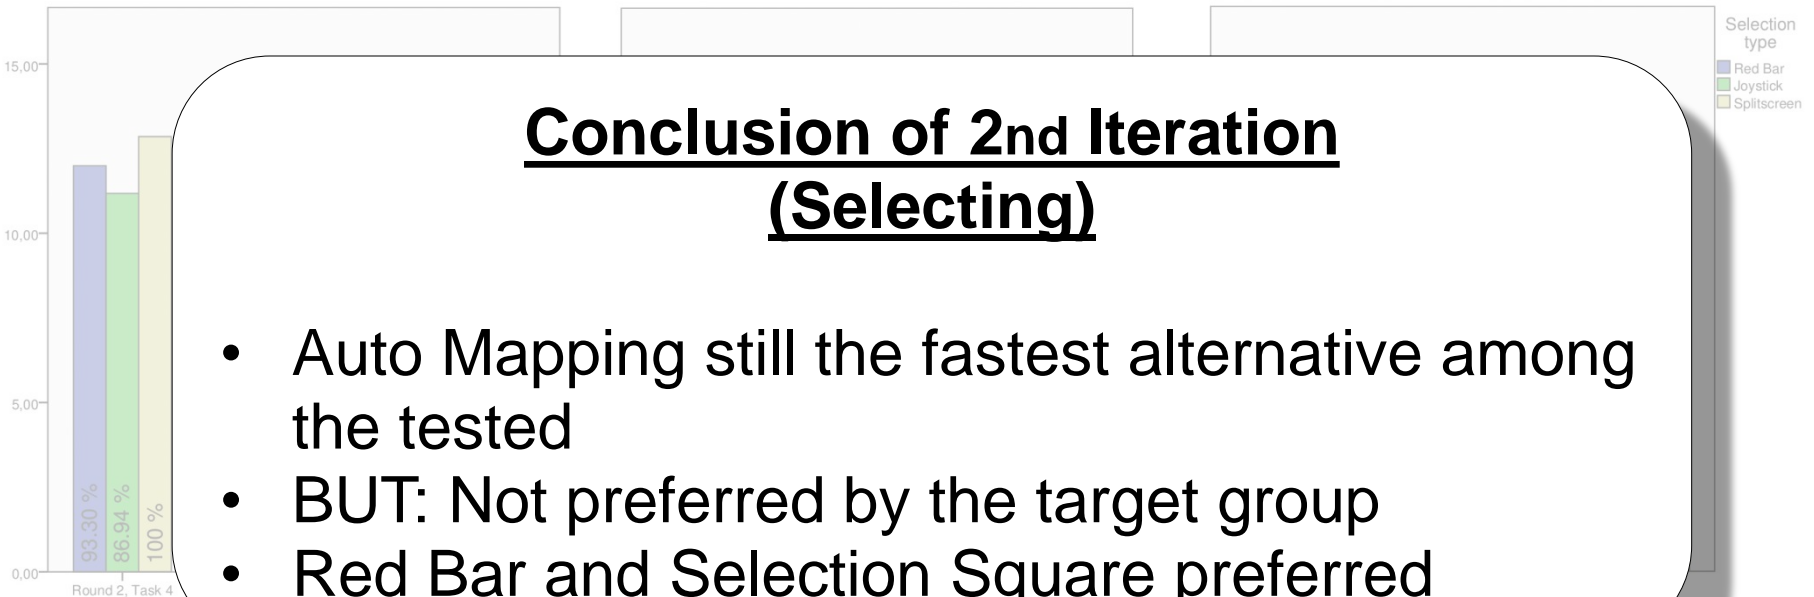 Selection
type
Red Bar
Joystick
Splitscreen
15,00
10,00
5,00
0,00
93.30 %
86.94 %
100 %
Round 2, Task 4
Conclusion of 2nd Iteration
(Selecting)
• Auto Mapping still the fastest alternative among
the tested
• BUT: Not preferred by the target group
• Red Bar and Selection Square preferred